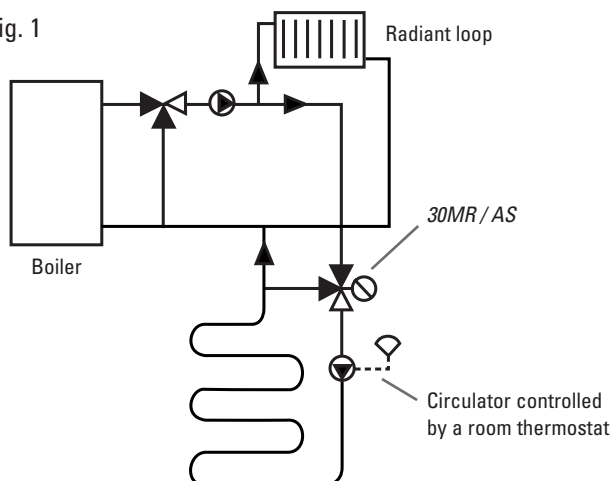 ig. 1
Radiant loop
30MR / AS
Boiler
Circulator controlled
by a room thermostat